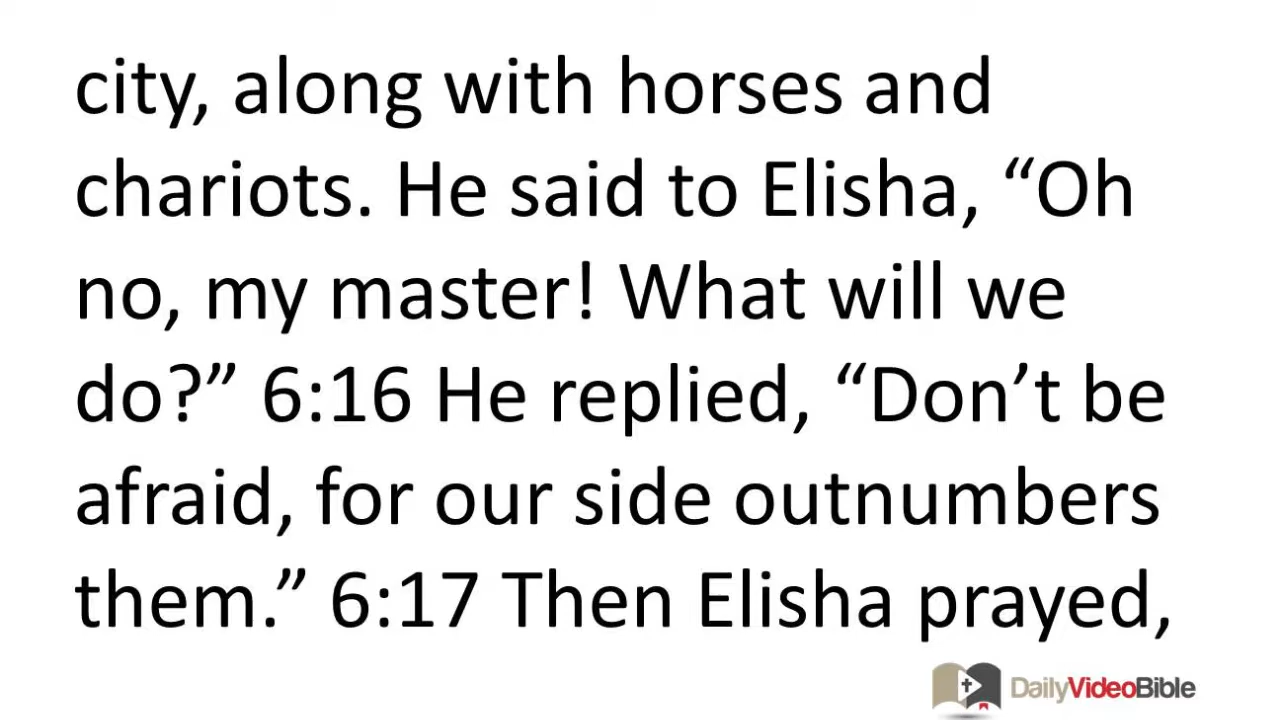 city, along with horses and
chariots. He said to Elisha, “Oh
no, my master! What will we
do?” 6:16 He replied, “Don’t be
afraid, for our side outnumbers
them.” 6:17 Then Elisha prayed,
DailyVideoBible